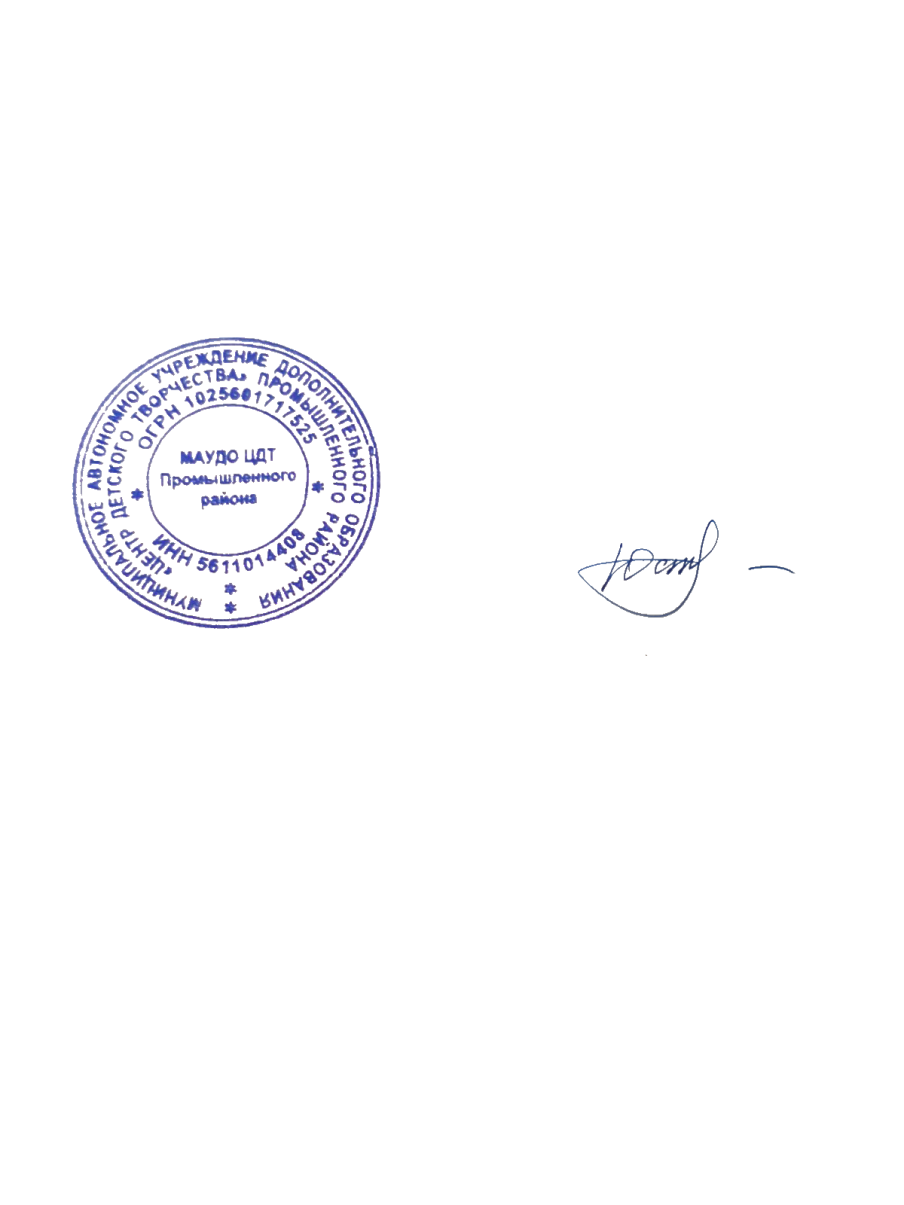 МУНИЦИПАЛЬНОЕ АВТОНОМНОЕ УЧРЕЖДЕНИЕ ДОПОЛНИТЕЛЬНОГО ОБРАЗОВАНИЯ
«ЦЕНТР ДЕТСКОГО ТВОРЧЕСТВА» ПРОМЫШЛЕННОГО РАЙОНА
ОГРН 1025601717525
МАУДО ЦДТ
Промышленного
района
ИНН 5611014408